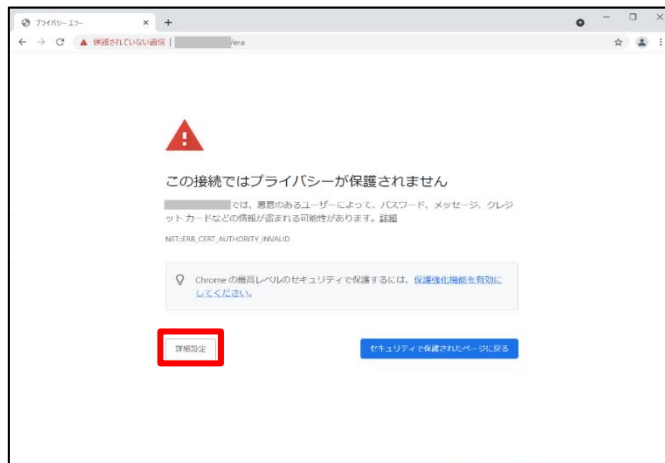 プライバシー エラー
保護されていない通信 | /era
この接続ではプライバシーが保護されません
では、悪意のあるユーザーによって、パスワード、メッセージ、クレジ
ット カードなどの情報が盗まれる可能性があります。詳細
NET::ERR_CERT_AUTHORITY_INVALID
Chrome の最高レベルのセキュリティで保護するには、保護強化機能を有効に
してください。
詳細設定
セキュリティで保護されたページに戻る